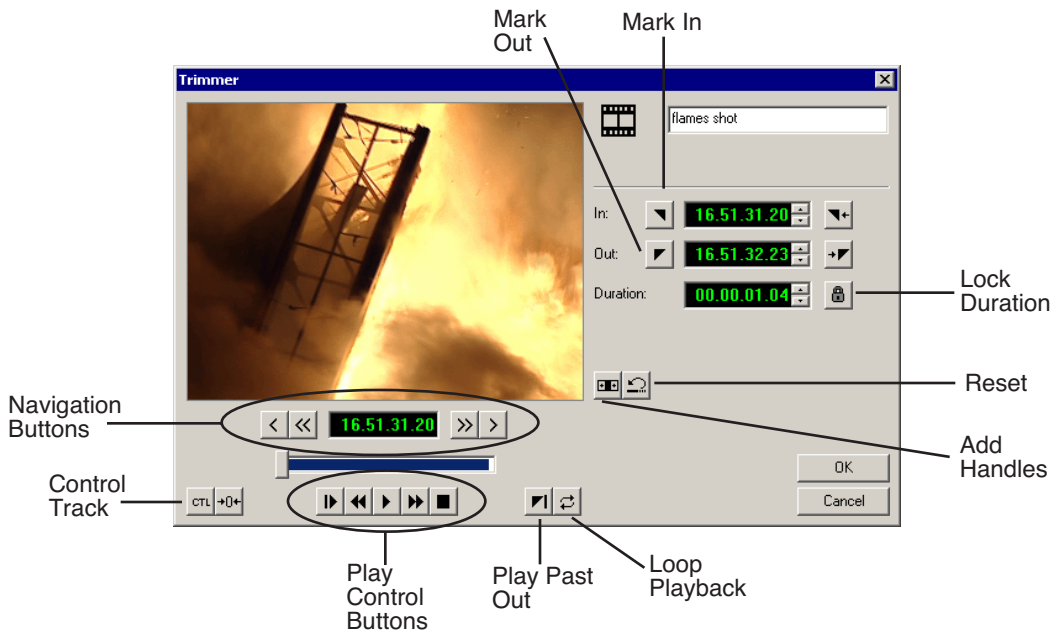 Mark
Out
Mark In
Trimmer
flames shot
In:
16.51.31.20
Out:
16.51.32.23
Duration:
00.00.01.04
Lock
Duration
Reset
Navigation
Buttons
16.51.31.20
Add
Handles
OK
Control
Track
CTL
→0←
Cancel
Play
Control
Buttons
Play Past
Out
Loop
Playback